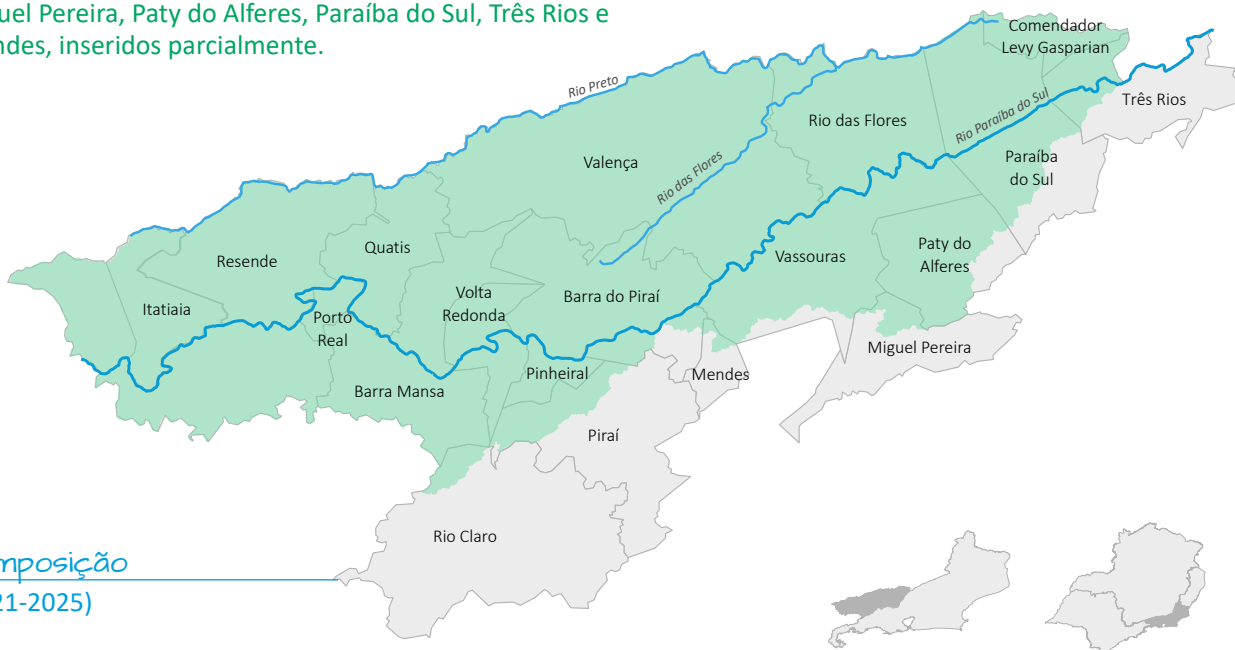 uel Pereira, Paty do Alferes, Paraíba do Sul, Três Rios e
ndes, inseridos parcialmente.
Comendador
Levy Gasparian
Rio Preto
Três Rios
Rio das Flores
Rio Paraíba do Sul
Valença
Rio das Flores
Paraíba
do Sul
Quatis
Resende
Vassouras
Paty do
Alferes
Itatiaia
Porto
Real
Volta
Redonda
Barra do Piraí
Miguel Pereira
Pinheiral
Mendes
Barra Mansa
Piraí
Rio Claro
mposição
21-2025)